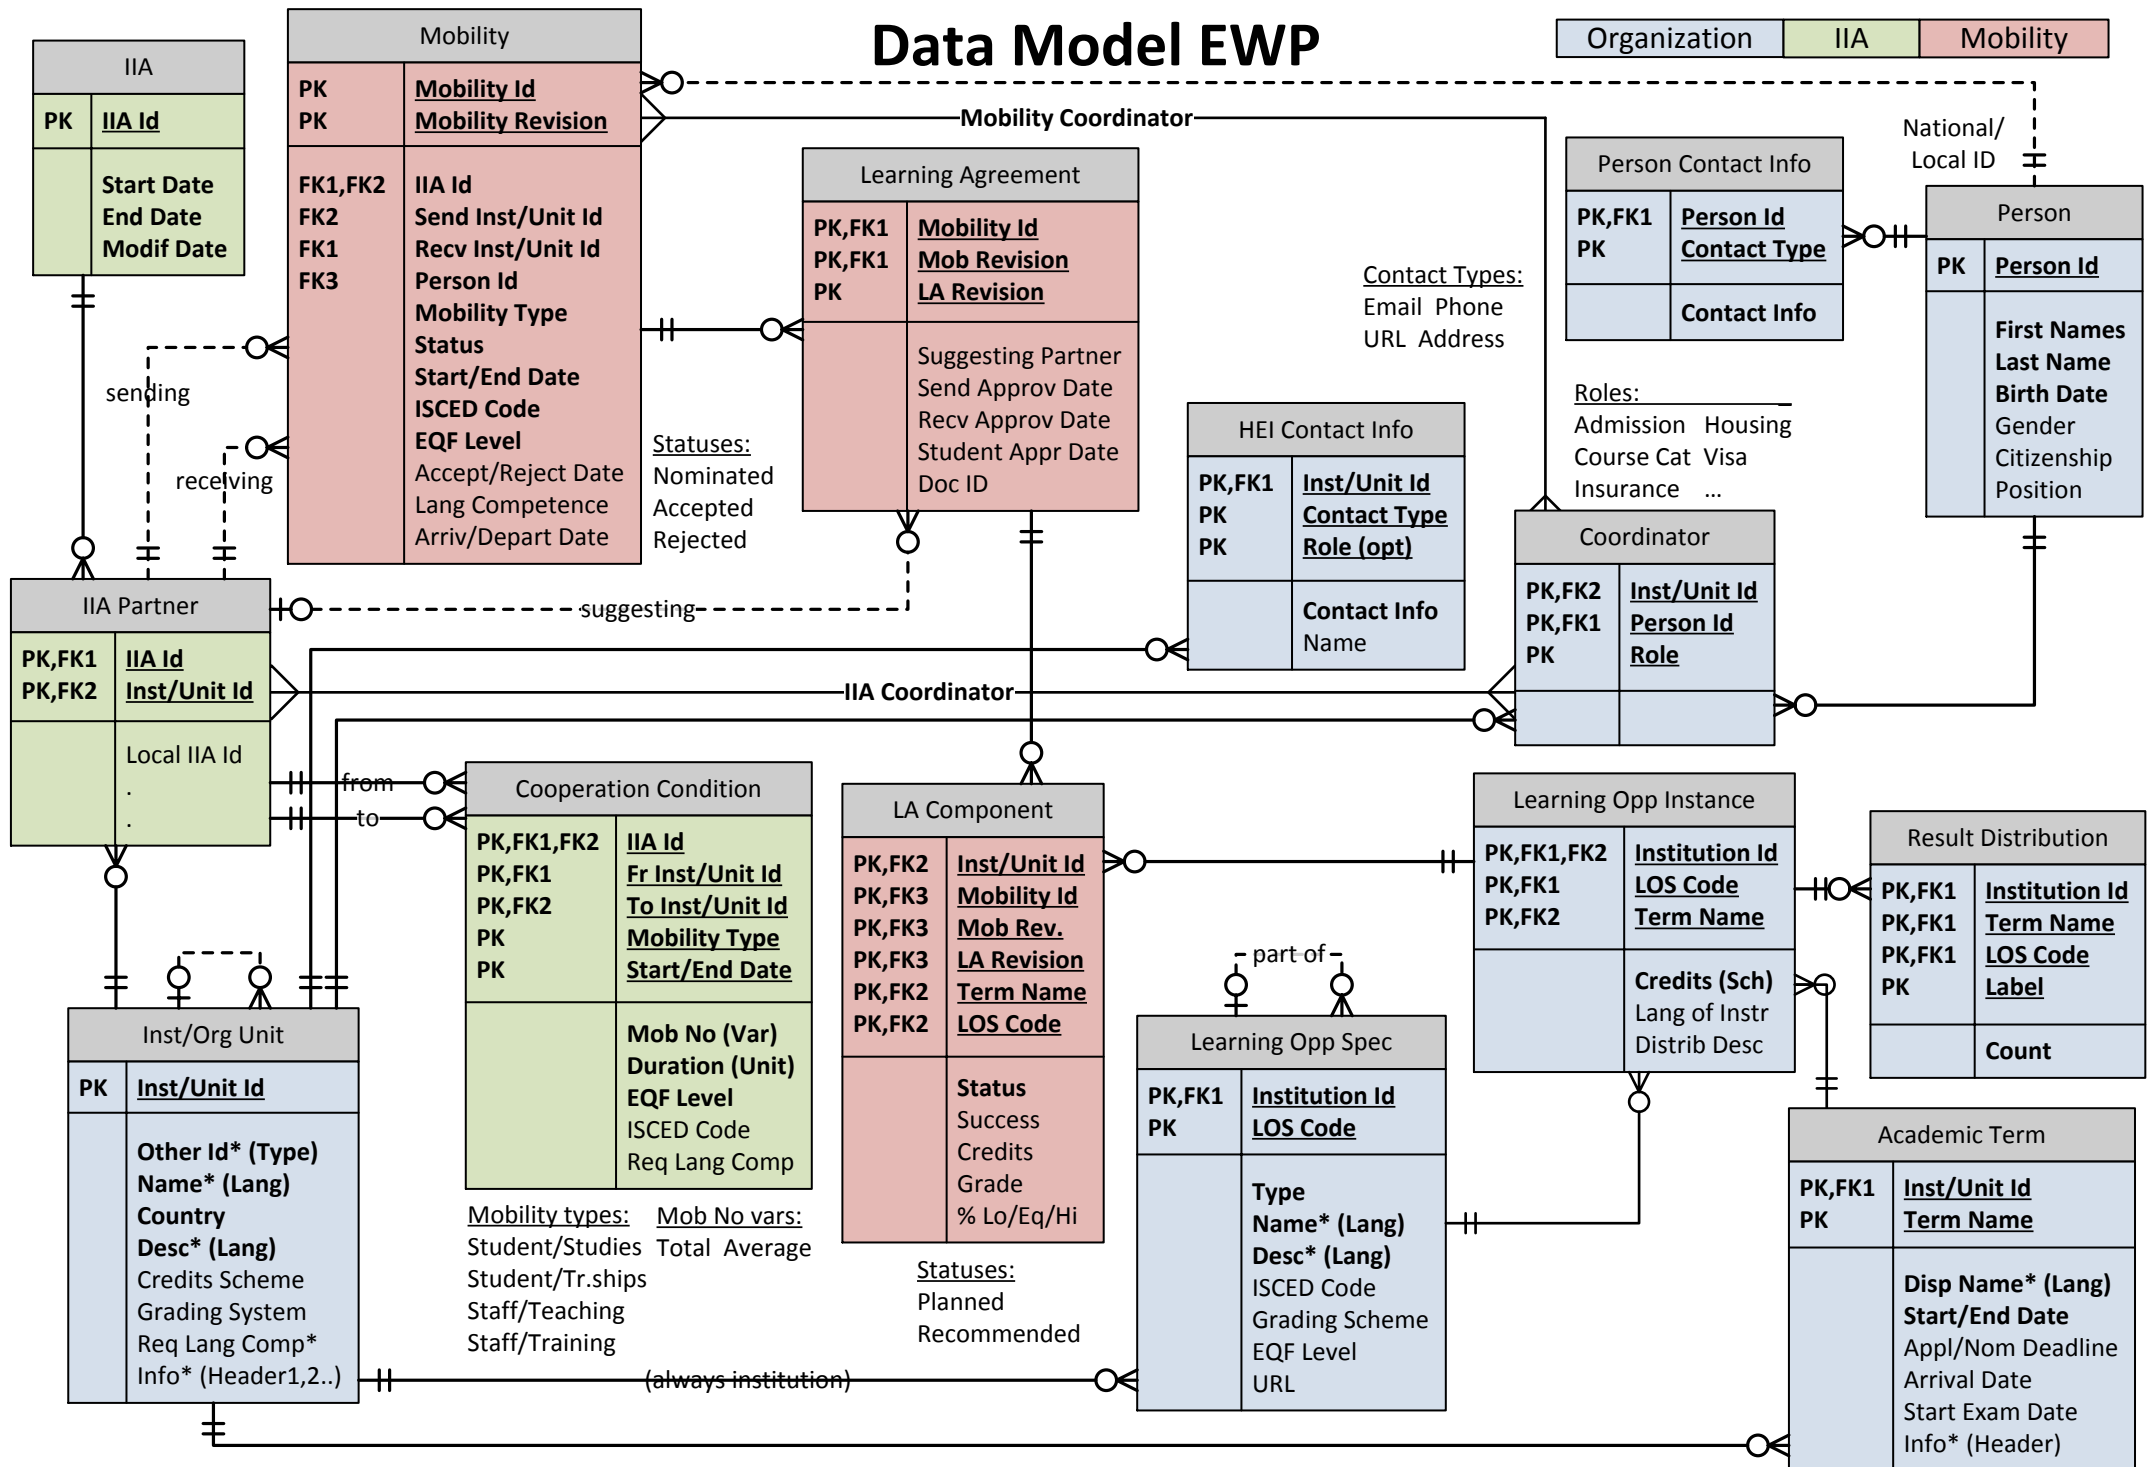 Data Model EWP
Organization IIA Mobility
IIA
PK IIA Id
Start Date
End Date
Modif Date
Mobility
PK Mobility Id
PK Mobility Revision
FK1,FK2 IIA Id
FK2 Send Inst/Unit Id
FK1 Recv Inst/Unit Id
FK3 Person Id
Mobility Type
Status
Start/End Date
ISCED Code
EQF Level
Accept/Reject Date
Lang Competence
Arriv/Depart Date
Statuses:
Nominated
Accepted
Rejected
Mobility Coordinator
Learning Agreement
PK,FK1 Mobility Id
PK,FK1 Mob Revision
PK LA Revision
Suggesting Partner
Send Approv Date
Recv Approv Date
Student Appr Date
Doc ID
National/
Local ID
Person Contact Info
PK,FK1 Person Id
PK Contact Type
Contact Info
Person
PK Person Id
First Names
Last Name
Birth Date
Gender
Citizenship
Position
Contact Types:
Email Phone
URL Address
Roles:
Admission Housing
Course Cat Visa
Insurance ...
HEI Contact Info
PK,FK1 Inst/Unit Id
PK Contact Type
PK Role (opt)
Contact Info
Name
Coordinator
PK,FK2 Inst/Unit Id
PK,FK1 Person Id
PK Role
sending
receiving
suggesting
IIA Coordinator
IIA Partner
PK,FK1 IIA Id
PK,FK2 Inst/Unit Id
Local IIA Id
.
.
from
to
Cooperation Condition
PK,FK1,FK2 IIA Id
PK,FK1 Fr Inst/Unit Id
PK,FK2 To Inst/Unit Id
PK Mobility Type
PK Start/End Date
Mob No (Var)
Duration (Unit)
EQF Level
ISCED Code
Req Lang Comp
Mobility types:
Student/Studies
Student/Tr.ships
Staff/Teaching
Staff/Training
Mob No vars:
Total Average
LA Component
PK,FK2 Inst/Unit Id
PK,FK3 Mobility Id
PK,FK3 Mob Rev.
PK,FK3 LA Revision
PK,FK2 Term Name
PK,FK2 LOS Code
Status
Success
Credits
Grade
% Lo/Eq/Hi
Statuses:
Planned
Recommended
Learning Opp Instance
PK,FK1,FK2 Institution Id
PK,FK1 LOS Code
PK,FK2 Term Name
Credits (Sch)
Lang of Instr
Distrib Desc
Result Distribution
PK,FK1 Institution Id
PK,FK1 Term Name
PK,FK1 LOS Code
PK Label
Count
part of
Learning Opp Spec
PK,FK1 Institution Id
PK LOS Code
Type
Name* (Lang)
Desc* (Lang)
ISCED Code
Grading Scheme
EQF Level
URL
Academic Term
PK,FK1 Inst/Unit Id
PK Term Name
Disp Name* (Lang)
Start/End Date
Appl/Nom Deadline
Arrival Date
Start Exam Date
Info* (Header)
Inst/Org Unit
PK Inst/Unit Id
Other Id* (Type)
Name* (Lang)
Country
Desc* (Lang)
Credits Scheme
Grading System
Req Lang Comp*
Info* (Header1,2..)
(always institution)